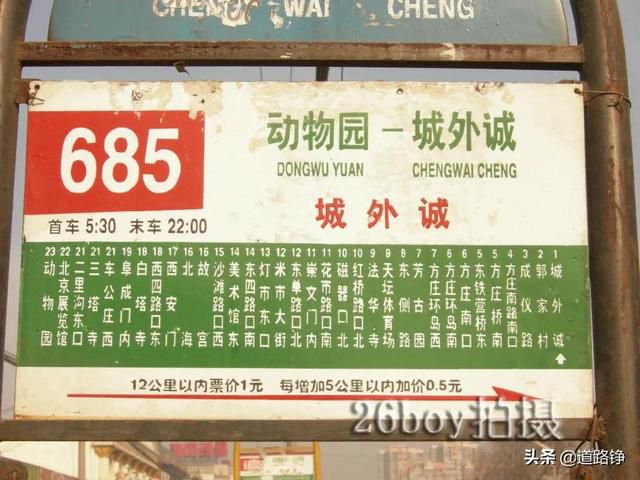 CHENG WAI CHENG
685
动物园－城外诚
DONGWU YUAN CHENGWAI CHENG
城外诚
首车 5:30 末车 22:00
23 动物园
22 北京展览馆
21 二里沟东口
21 三塔寺
21 车公庄西
19 阜成门内
18 白塔寺
18 西四路口东
17 西安门
16 北海
16 故宫
15 沙滩路口西
14 美术馆东
14 东四路口南
13 灯市东口
12 米市大街
12 东单路口北
11 崇文门内
11 花市路口南
10 磁器口北
10 红桥路口北
9 法华寺
9 天坛体育场
8 东侧路
7 芳古园
7 方庄环岛西
6 方庄环岛南
6 方庄南口
5 东铁营桥东
5 方庄桥南
4 方庄南路南口
3 成仪路
2 郭家村
1 城外诚
12公里以内票价1元 每增加5公里以内加价0.5元
26boy拍摄
头条 @道路铮